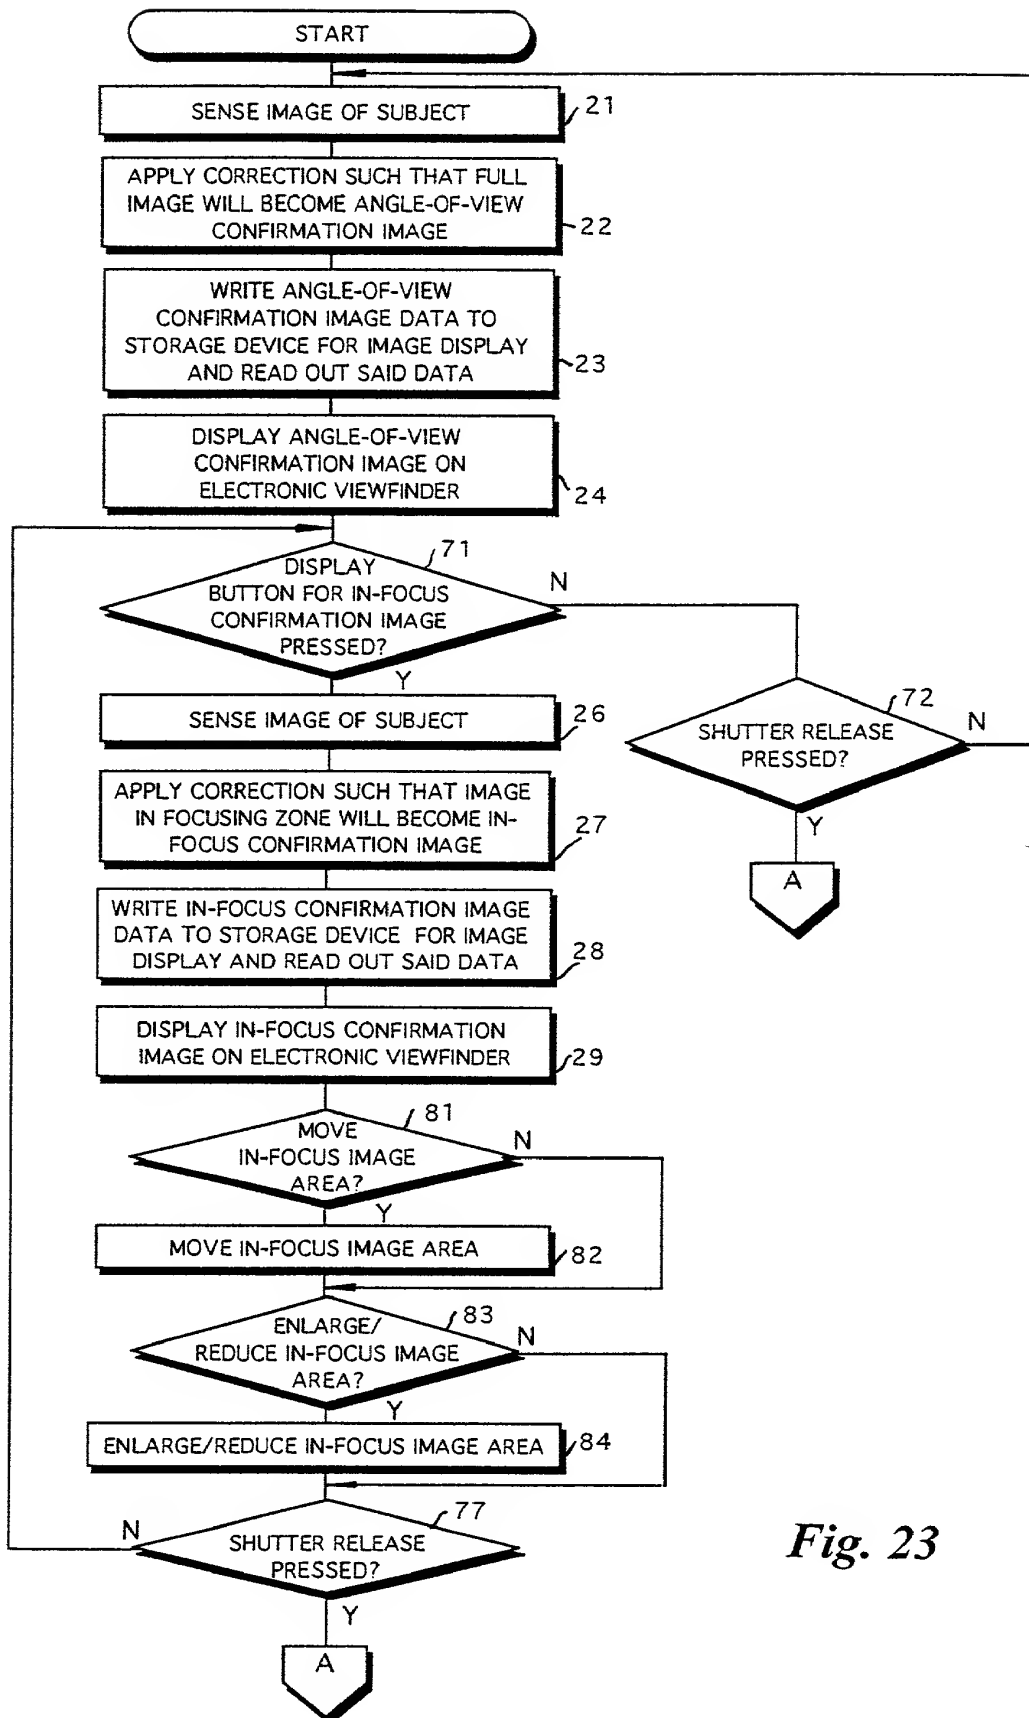 START
SENSE IMAGE OF SUBJECT
21
APPLY CORRECTION SUCH THAT FULL
IMAGE WILL BECOME ANGLE-OF-VIEW
CONFIRMATION IMAGE
22
WRITE ANGLE-OF-VIEW
CONFIRMATION IMAGE DATA TO
STORAGE DEVICE FOR IMAGE DISPLAY
AND READ OUT SAID DATA
23
DISPLAY ANGLE-OF-VIEW
CONFIRMATION IMAGE ON
ELECTRONIC VIEWFINDER
24
71
DISPLAY
BUTTON FOR IN-FOCUS
CONFIRMATION IMAGE
PRESSED?
N
Y
SENSE IMAGE OF SUBJECT
26
72
SHUTTER RELEASE
PRESSED?
N
Y
A
APPLY CORRECTION SUCH THAT IMAGE
IN FOCUSING ZONE WILL BECOME IN-
FOCUS CONFIRMATION IMAGE
27
WRITE IN-FOCUS CONFIRMATION IMAGE
DATA TO STORAGE DEVICE FOR IMAGE
DISPLAY AND READ OUT SAID DATA
28
DISPLAY IN-FOCUS CONFIRMATION
IMAGE ON ELECTRONIC VIEWFINDER
29
81
MOVE
IN-FOCUS IMAGE
AREA?
N
Y
MOVE IN-FOCUS IMAGE AREA
82
83
ENLARGE/
REDUCE IN-FOCUS IMAGE
AREA?
N
Y
ENLARGE/REDUCE IN-FOCUS IMAGE AREA
84
77
N
SHUTTER RELEASE
PRESSED?
Y
A
Fig. 23